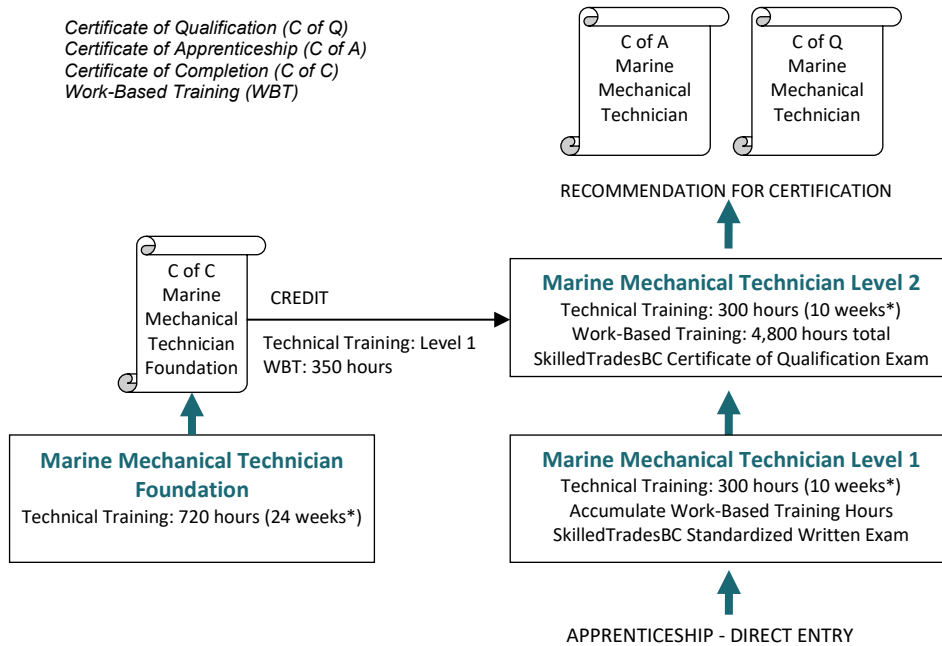 Certificate of Qualification (C of Q)
Certificate of Apprenticeship (C of A)
Certificate of Completion (C of C)
Work-Based Training (WBT)
C of A
Marine
Mechanical
Technician
C of Q
Marine
Mechanical
Technician
RECOMMENDATION FOR CERTIFICATION
C of C
Marine
Mechanical
Technician
Foundation
CREDIT
Technical Training: Level 1
WBT: 350 hours
Marine Mechanical Technician Level 2
Technical Training: 300 hours (10 weeks*)
Work-Based Training: 4,800 hours total
SkilledTradesBC Certificate of Qualification Exam
Marine Mechanical Technician
Foundation
Technical Training: 720 hours (24 weeks*)
Marine Mechanical Technician Level 1
Technical Training: 300 hours (10 weeks*)
Accumulate Work-Based Training Hours
SkilledTradesBC Standardized Written Exam
APPRENTICESHIP - DIRECT ENTRY